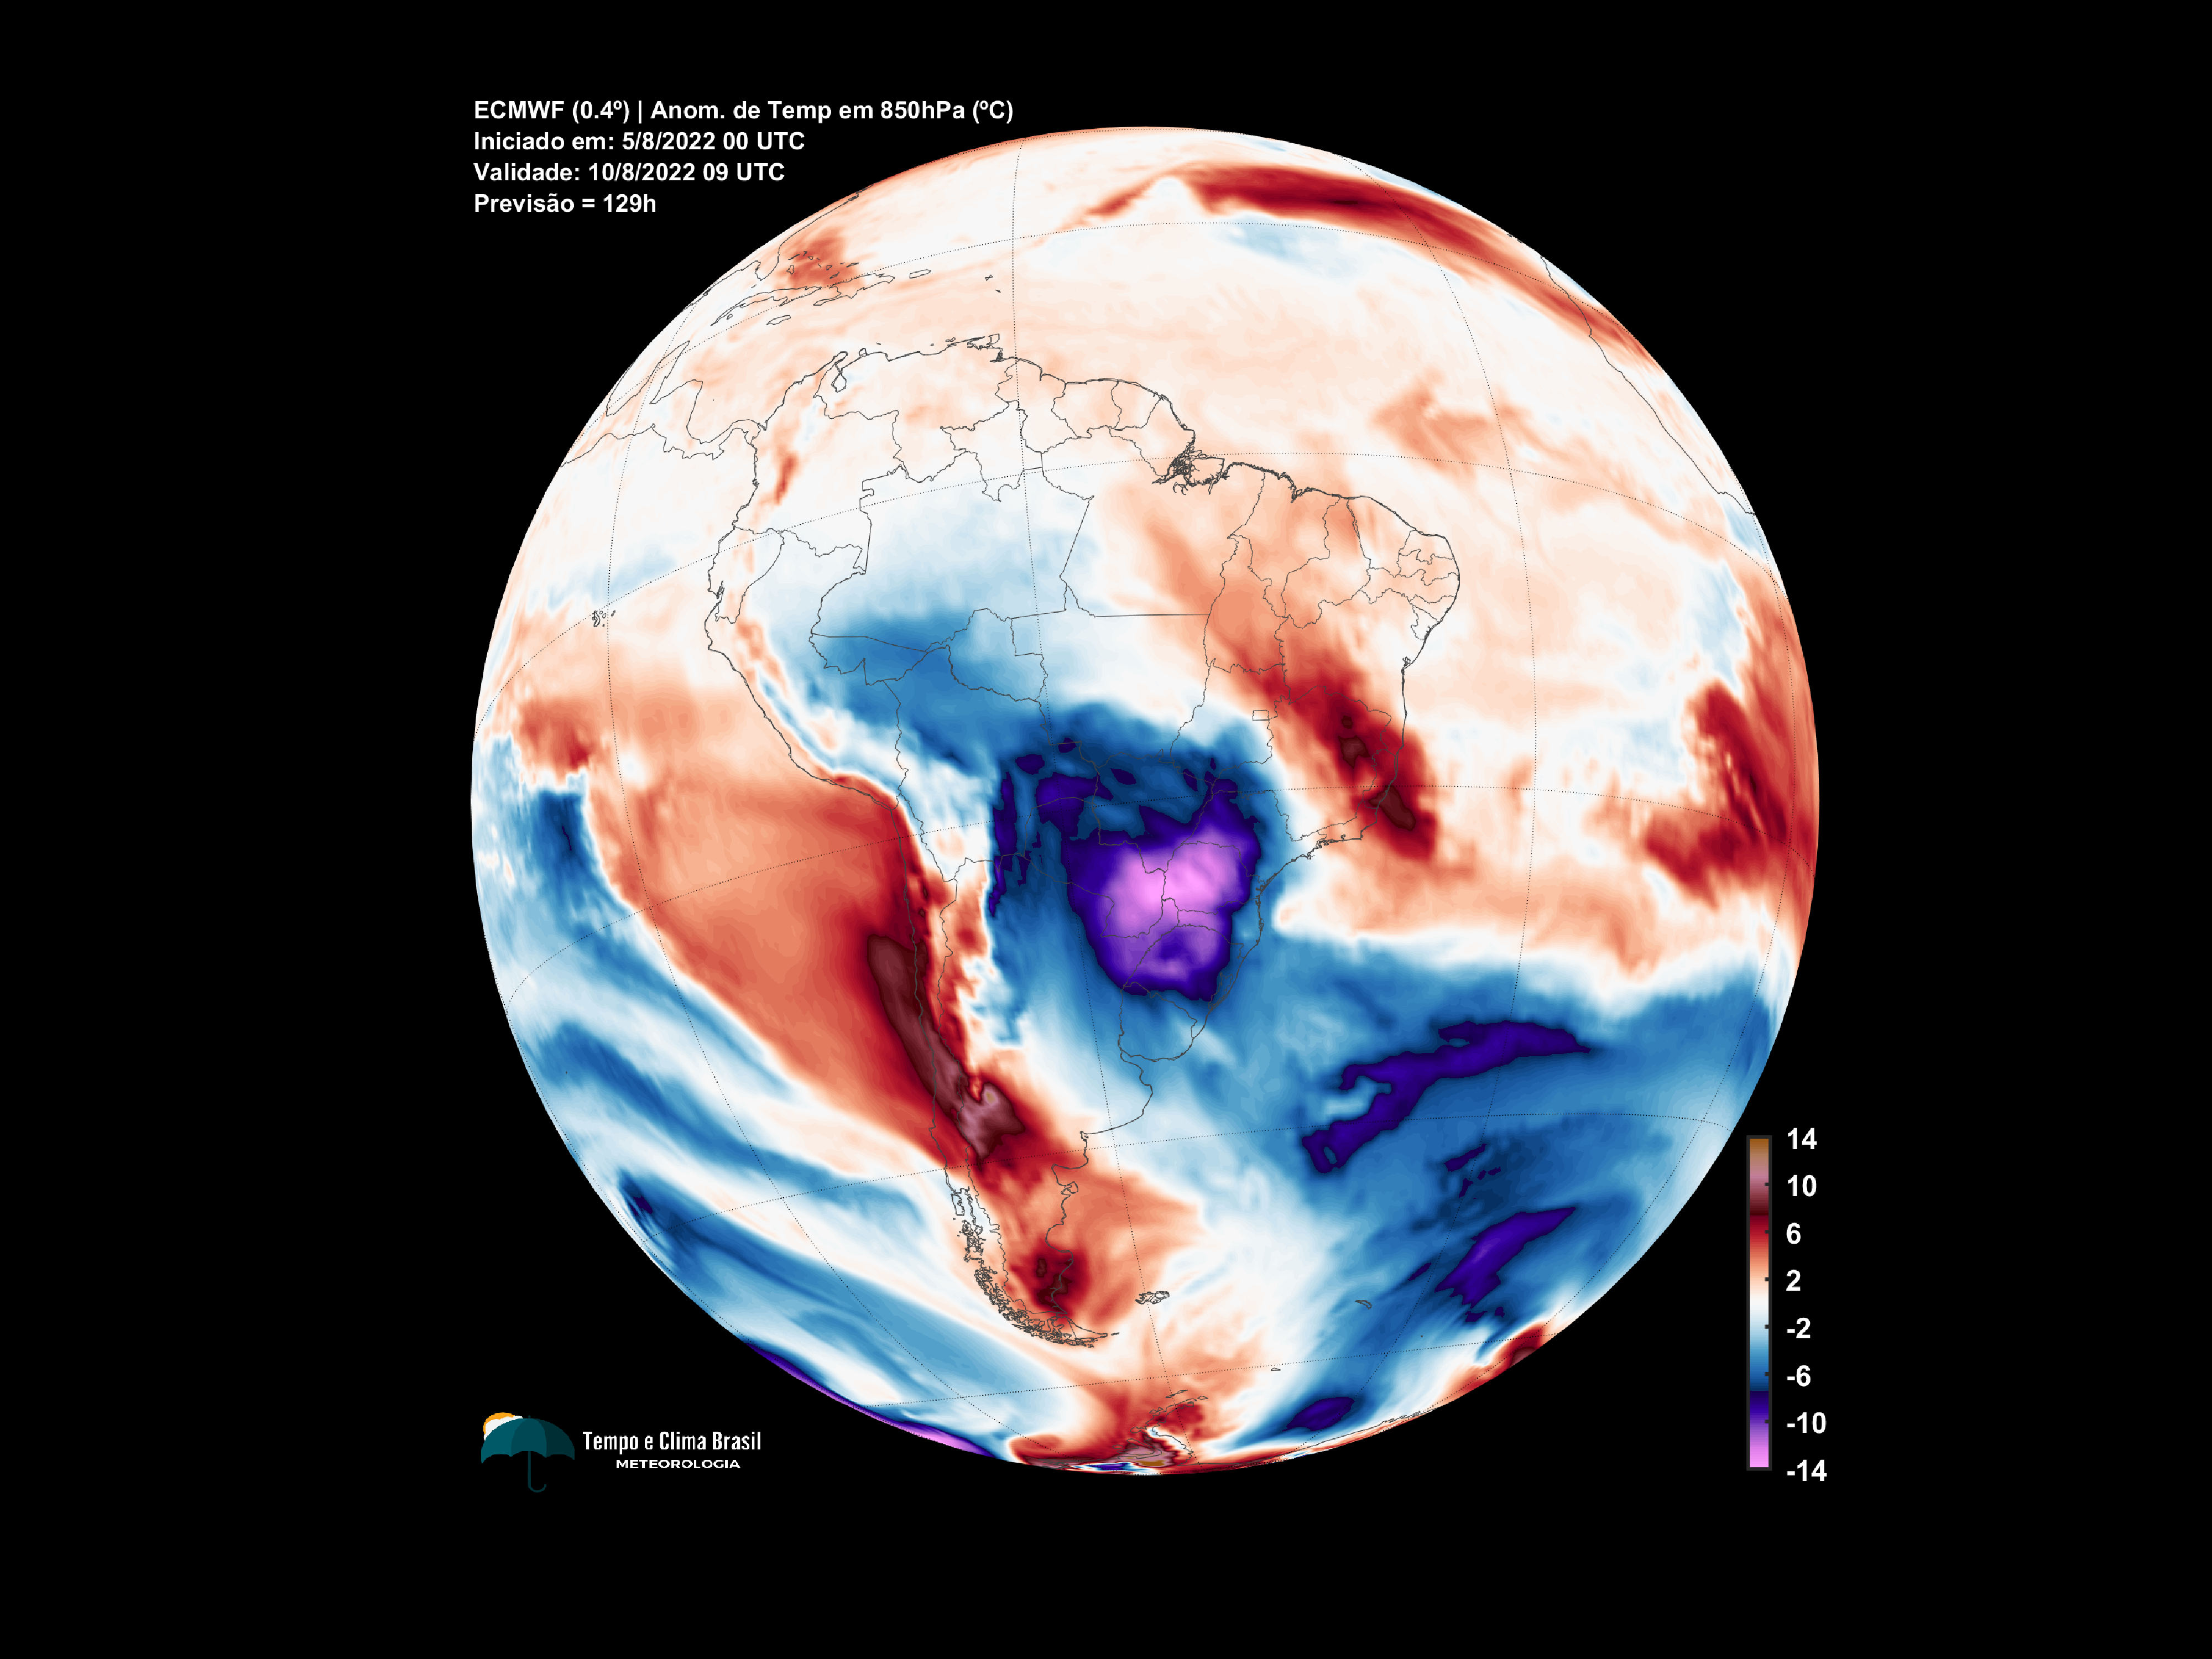 ECMWF (0.4º) | Anom. de Temp em 850hPa (ºC)
Iniciado em: 5/8/2022 00 UTC
Validade: 10/8/2022 09 UTC
Previsão = 129h
14
10
6
2
-2
-6
-10
-14
Tempo e Clima Brasil
METEOROLOGIA